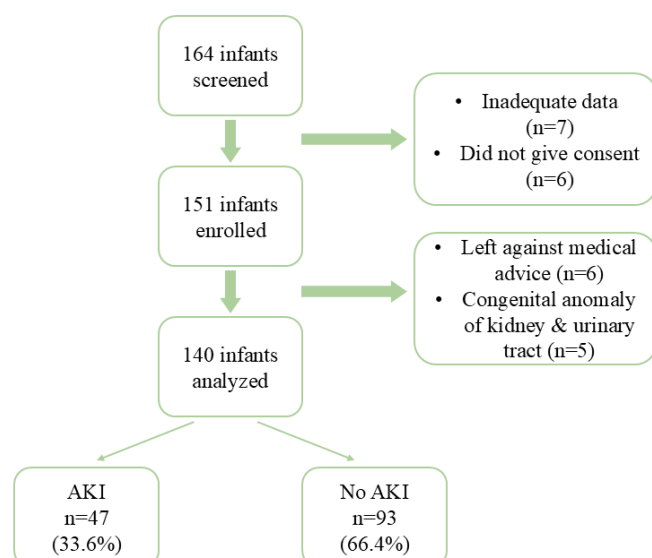 164 infants
screened
• Inadequate data
(n=7)
• Did not give consent
(n=6)
151 infants
enrolled
• Left against medical
advice (n=6)
• Congenital anomaly
of kidney & urinary
tract (n=5)
140 infants
analyzed
AKI
n=47
(33.6%)
No AKI
n=93
(66.4%)